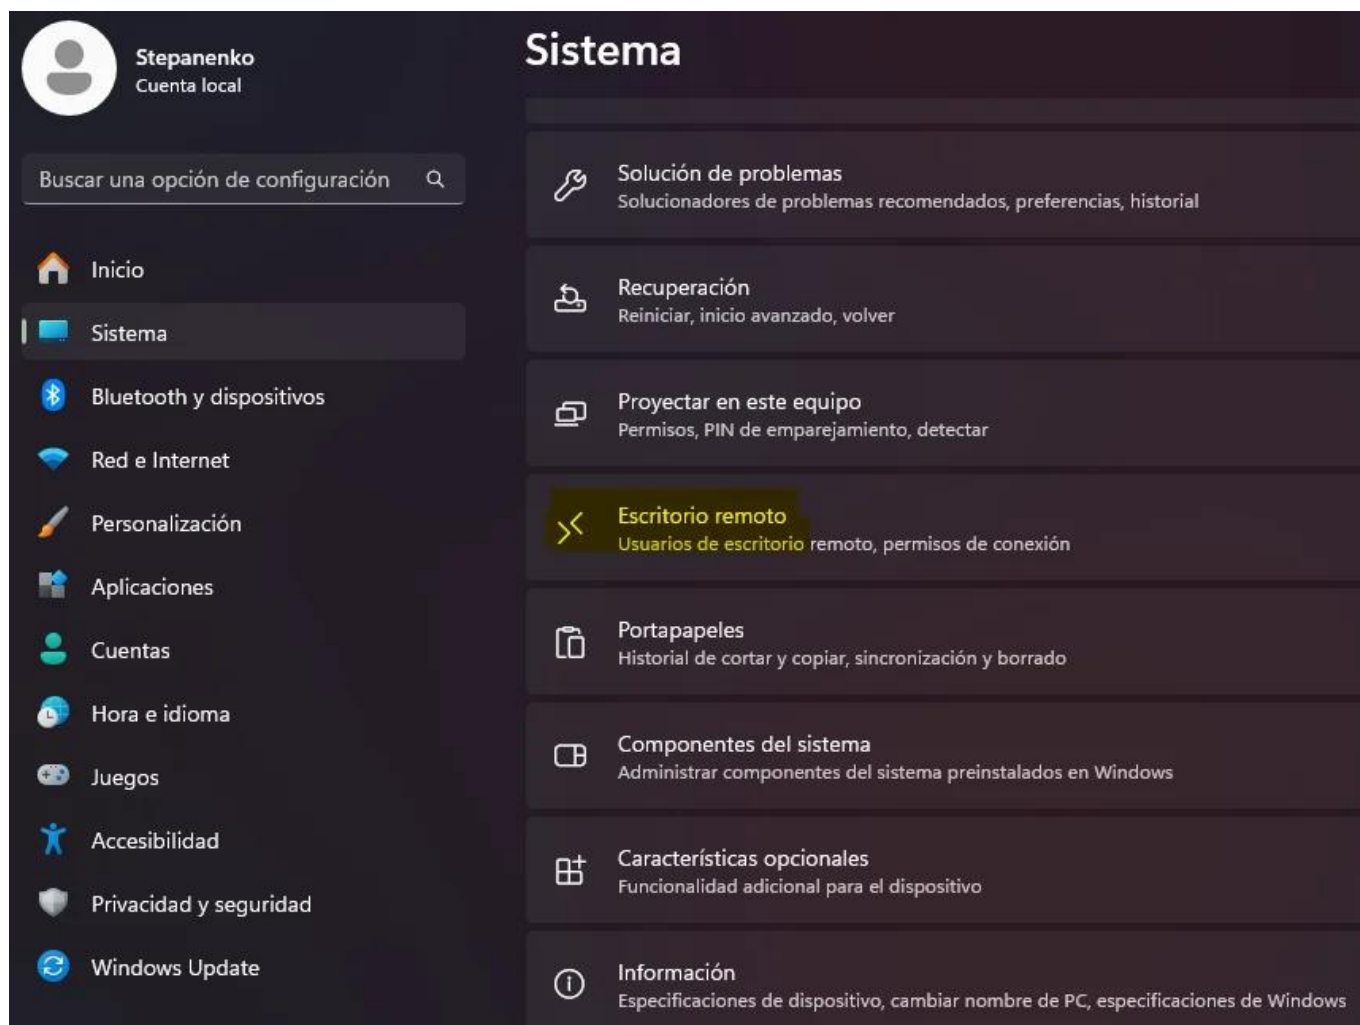 Stepanenko
Cuenta local
Buscar una opción de configuración
Inicio
Sistema
Bluetooth y dispositivos
Red e Internet
Personalización
Aplicaciones
Cuentas
Hora e idioma
Juegos
Accesibilidad
Privacidad y seguridad
Windows Update
Sistema
Solución de problemas
Solucionadores de problemas recomendados, preferencias, historial
Recuperación
Reiniciar, inicio avanzado, volver
Proyectar en este equipo
Permisos, PIN de emparejamiento, detectar
Escritorio remoto
Usuarios de escritorio remoto, permisos de conexión
Portapapeles
Historial de cortar y copiar, sincronización y borrado
Componentes del sistema
Administrar componentes del sistema preinstalados en Windows
Características opcionales
Funcionalidad adicional para el dispositivo
Información
Especificaciones de dispositivo, cambiar nombre de PC, especificaciones de Windows